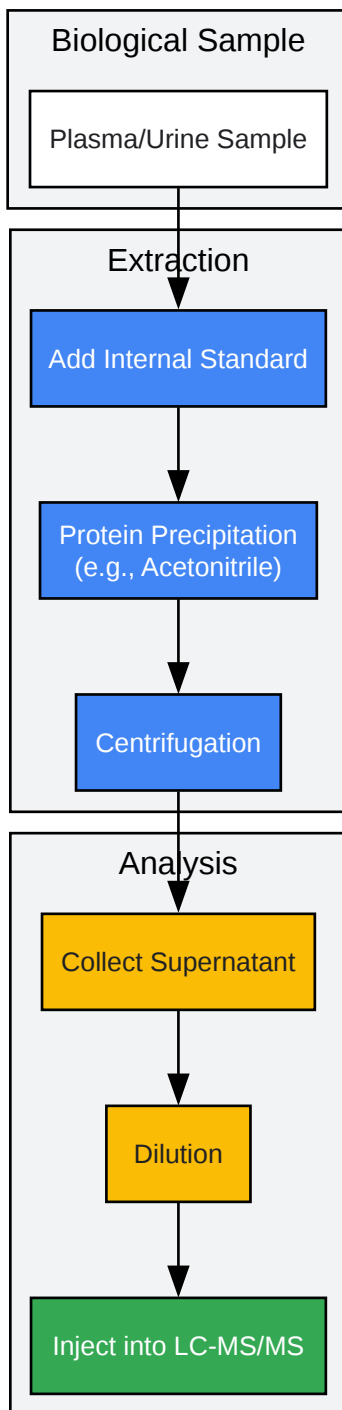 Biological Sample
Plasma/Urine Sample
Extraction
Add Internal Standard
Protein Precipitation
(e.g., Acetonitrile)
Centrifugation
Analysis
Collect Supernatant
Dilution
Inject into LC-MS/MS